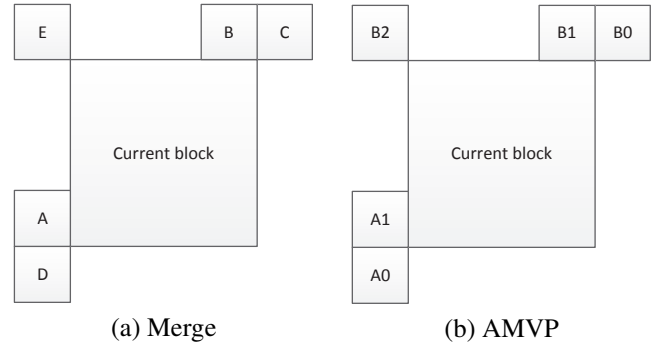 E B C B2 B1 B0
Current block Current block
A A1
D A0
(a) Merge (b) AMVP